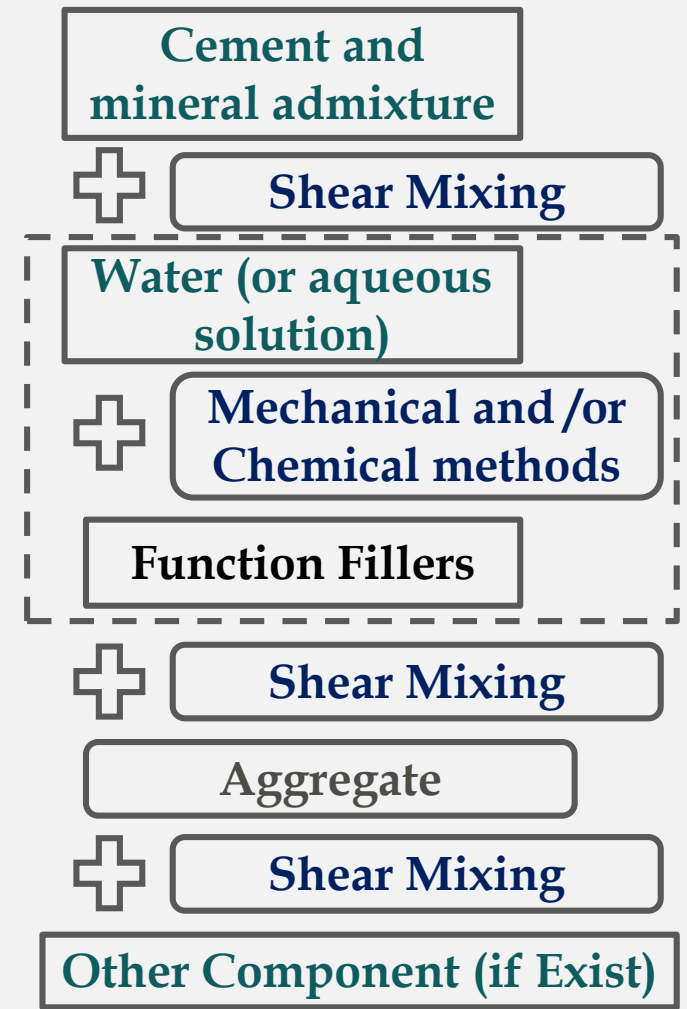 Cement and
mineral admixture
Shear Mixing
Water (or aqueous
solution)
Mechanical and/or
Chemical methods
Function Fillers
Shear Mixing
Aggregate
Shear Mixing
Other Component (if Exist)